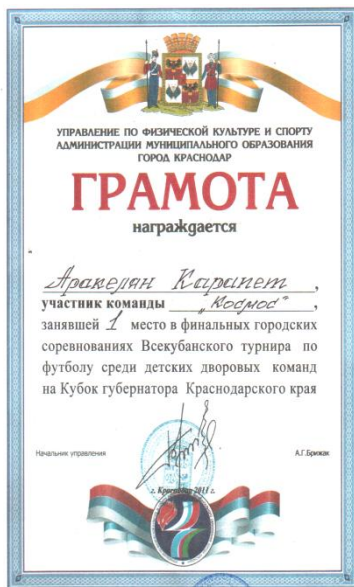 УПРАВЛЕНИЕ ПО ФИЗИЧЕСКОЙ КУЛЬТУРЕ И СПОРТУ
АДМИНИСТРАЦИИ МУНИЦИПАЛЬНОГО ОБРАЗОВАНИЯ
ГОРОД КРАСНОДАР
ГРАМОТА
награждается
Аракелян Карапет,
участник команды „Космос",
занявшей 1 место в финальных городских
соревнованиях Всекубанского турнира по
футболу среди детских дворовых команд
на Кубок губернатора Краснодарского края
Начальник управления А.Г.Брижак
г. Краснодар 2011 г.